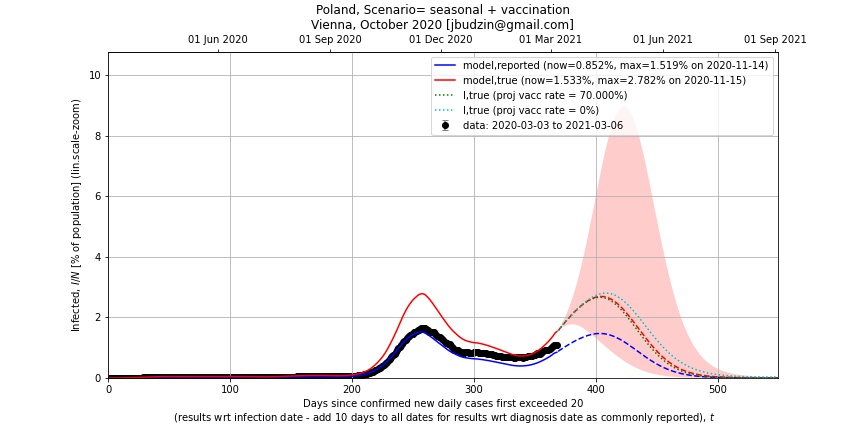 Poland, Scenario= seasonal + vaccination
Vienna, October 2020 [jbudzin@gmail.com]
01 Jun 2020 01 Sep 2020 01 Dec 2020 01 Mar 2021 01 Jun 2021 01 Sep 2021
model,reported (now=0.852%, max=1.519% on 2020-11-14)
model,true (now=1.533%, max=2.782% on 2020-11-15)
I,true (proj vacc rate = 70.000%)
I,true (proj vacc rate = 0%)
data: 2020-03-03 to 2021-03-06
Infected, I/N [% of population] (lin.scale-zoom)
10
8
6
4
2
0
0 100 200 300 400 500
Days since confirmed new daily cases first exceeded 20
(results wrt infection date - add 10 days to all dates for results wrt diagnosis date as commonly reported), t